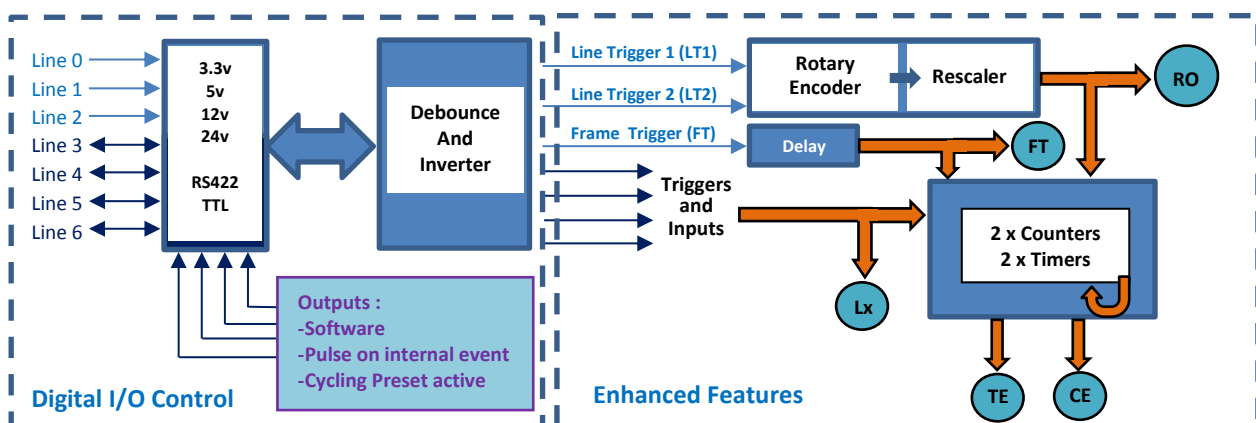 Line 0
Line 1
Line 2
Line 3
Line 4
Line 5
Line 6
3.3v
5v
12v
24v
RS422
TTL
Debounce
And
Inverter
Outputs :
-Software
-Pulse on internal event
-Cycling Preset active
Digital I/O Control
Line Trigger 1 (LT1)
Line Trigger 2 (LT2)
Frame Trigger (FT)
Rotary
Encoder
Rescaler
RO
Delay
FT
Triggers
and
Inputs
Lx
2 x Counters
2 x Timers
TE
CE
Enhanced Features